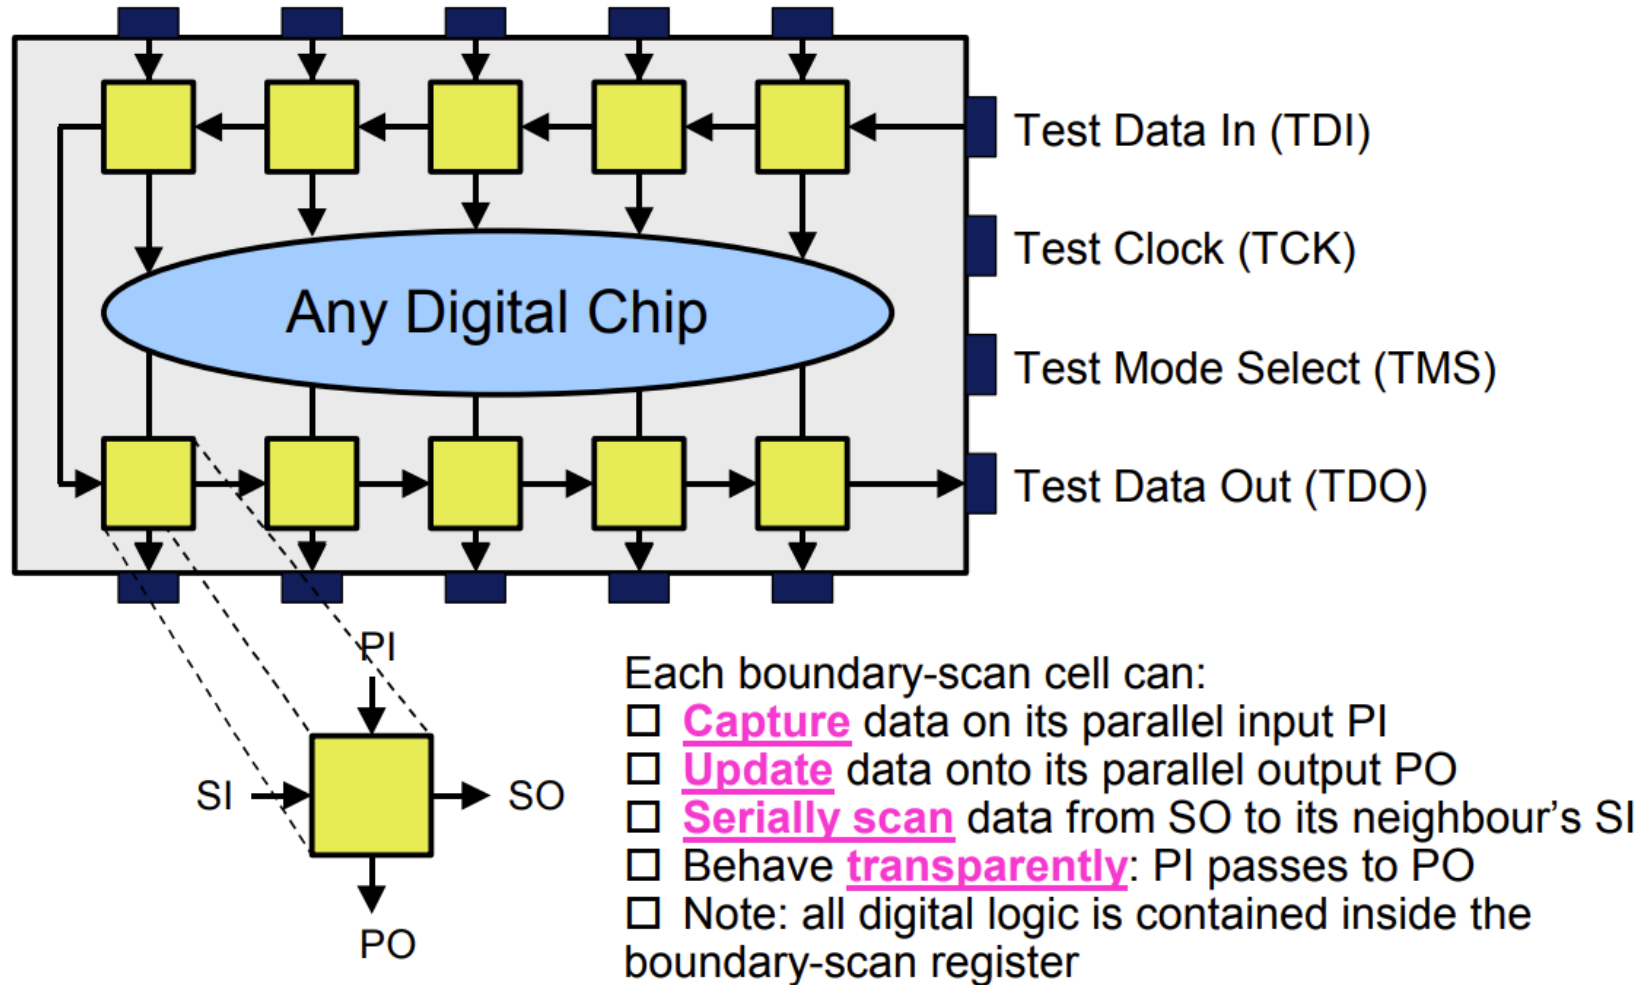 Test Data In (TDI)
Test Clock (TCK)
Any Digital Chip
Test Mode Select (TMS)
Test Data Out (TDO)
PI
SI
SO
PO
Each boundary-scan cell can:
□ Capture data on its parallel input PI
□ Update data onto its parallel output PO
□ Serially scan data from SO to its neighbour’s SI
□ Behave transparently: PI passes to PO
□ Note: all digital logic is contained inside the
boundary-scan register